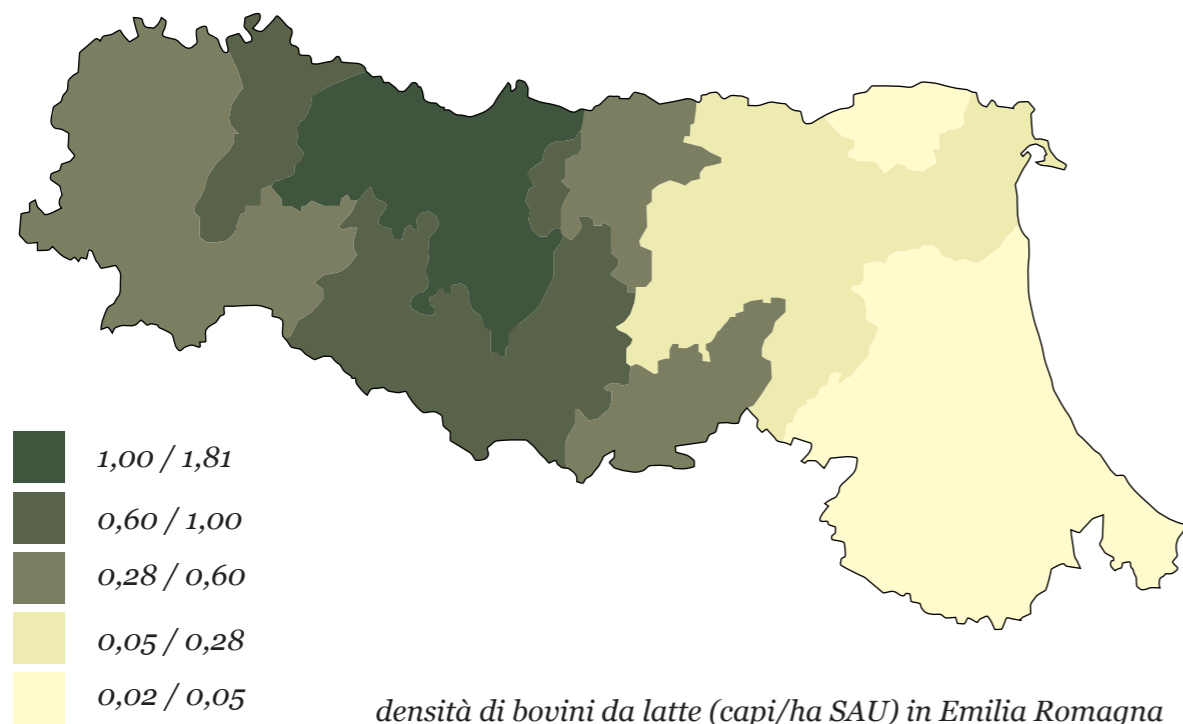 1,00 / 1,81
0,60 / 1,00
0,28 / 0,60
0,05 / 0,28
0,02 / 0,05
densità di bovini da latte (capi/ha SAU) in Emilia Romagna